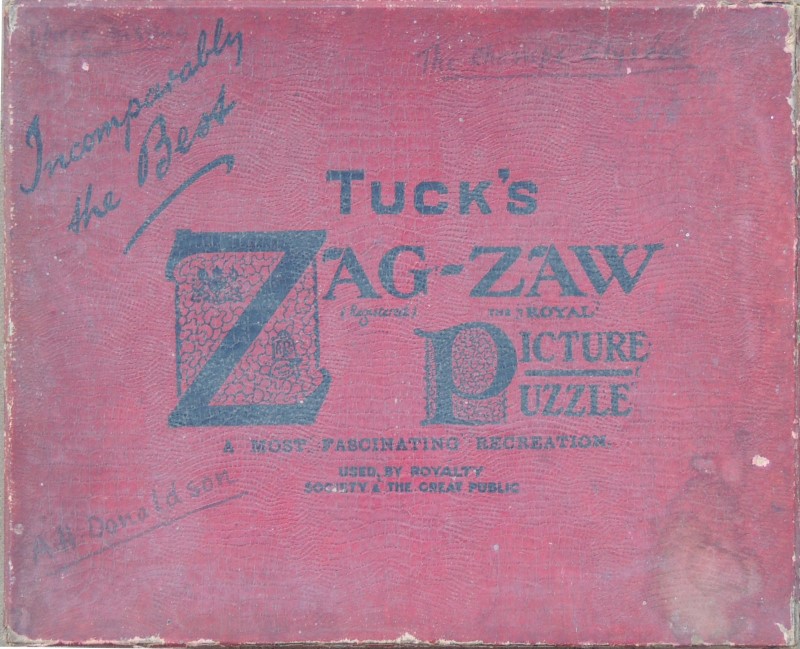 Incomparably
the Best
The
TUCK'S
ZAG-ZAW
(Registered)
THE ROYAL
PICTURE
PUZZLE
A MOST FASCINATING RECREATION.
USED BY ROYALTY
SOCIETY & THE GREAT PUBLIC
A H Donaldson